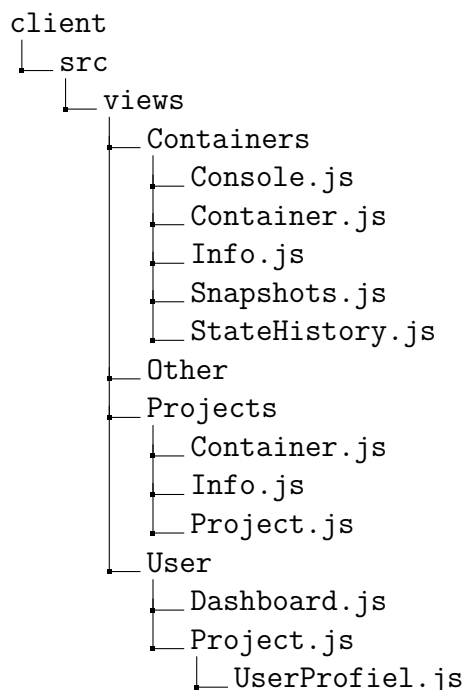 client
src
views
Containers
Console.js
Container.js
Info.js
Snapshots.js
StateHistory.js
Other
Projects
Container.js
Info.js
Project.js
User
Dashboard.js
Project.js
UserProfiel.js